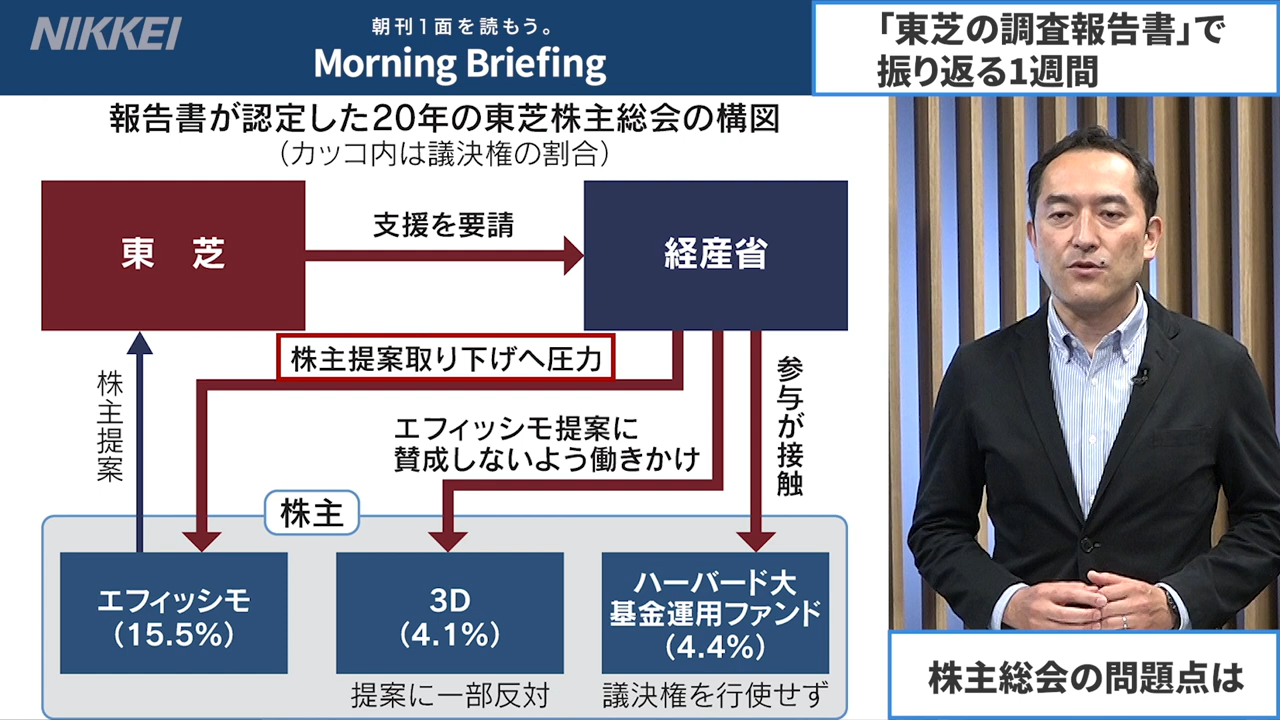 NIKKEI
朝刊1面を読もう。
Morning Briefing
「東芝の調査報告書」で
振り返る1週間
報告書が認定した20年の東芝株主総会の構図
(カッコ内は議決権の割合)
東 芝
支援を要請
経産省
株主提案取り下げへ圧力
株主提案
エフィッシモ提案に
賛成しないよう働きかけ
参与が接触
株主
エフィッシモ
(15.5%)
3D
(4.1%)
ハーバード大
基金運用ファンド
(4.4%)
提案に一部反対
議決権を行使せず
株主総会の問題点は